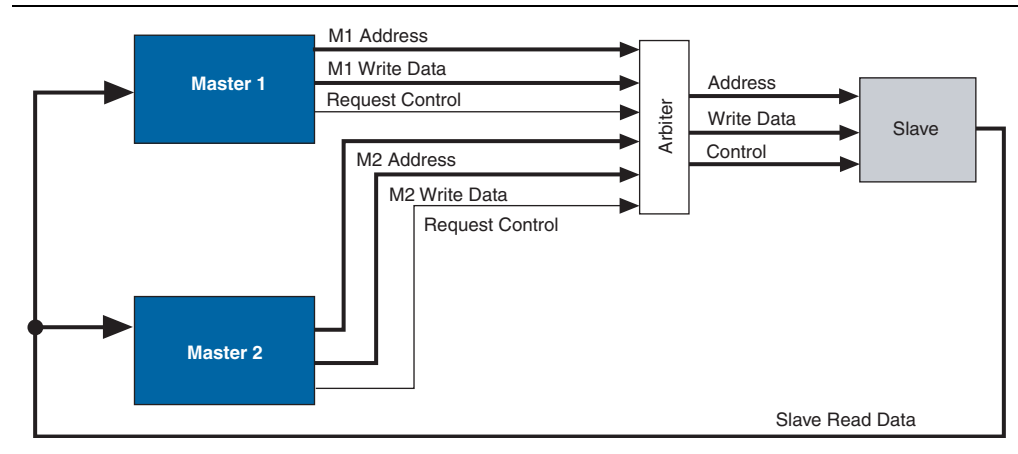 M1 Address
Master 1
M1 Write Data
Request Control
Arbiter
Address
Write Data
Control
Slave
M2 Address
M2 Write Data
Request Control
Master 2
Slave Read Data